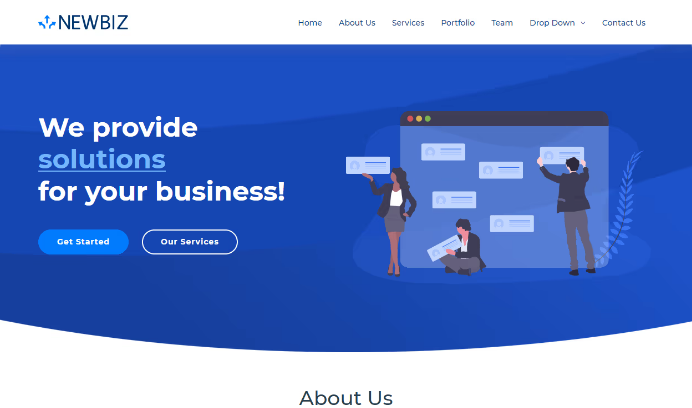 NEWBIZ
Home About Us Services Portfolio Team Drop Down Contact Us
We provide
solutions
for your business!
Get Started Our Services
About Us